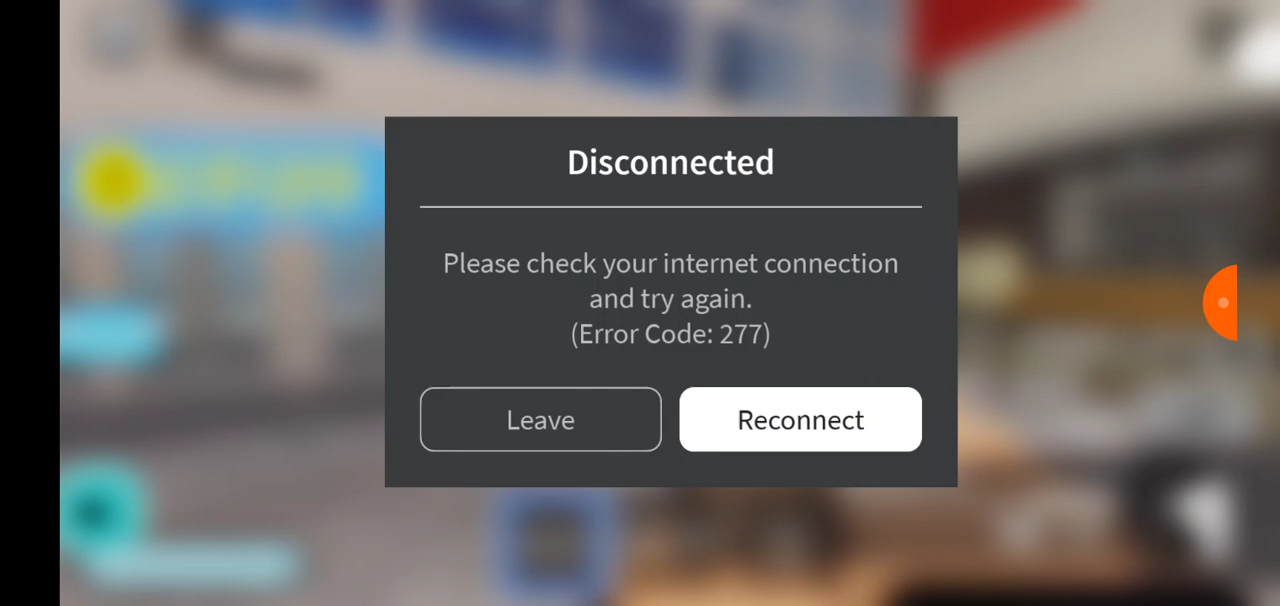 Disconnected
Please check your internet connection
and try again.
(Error Code: 277)
Leave
Reconnect